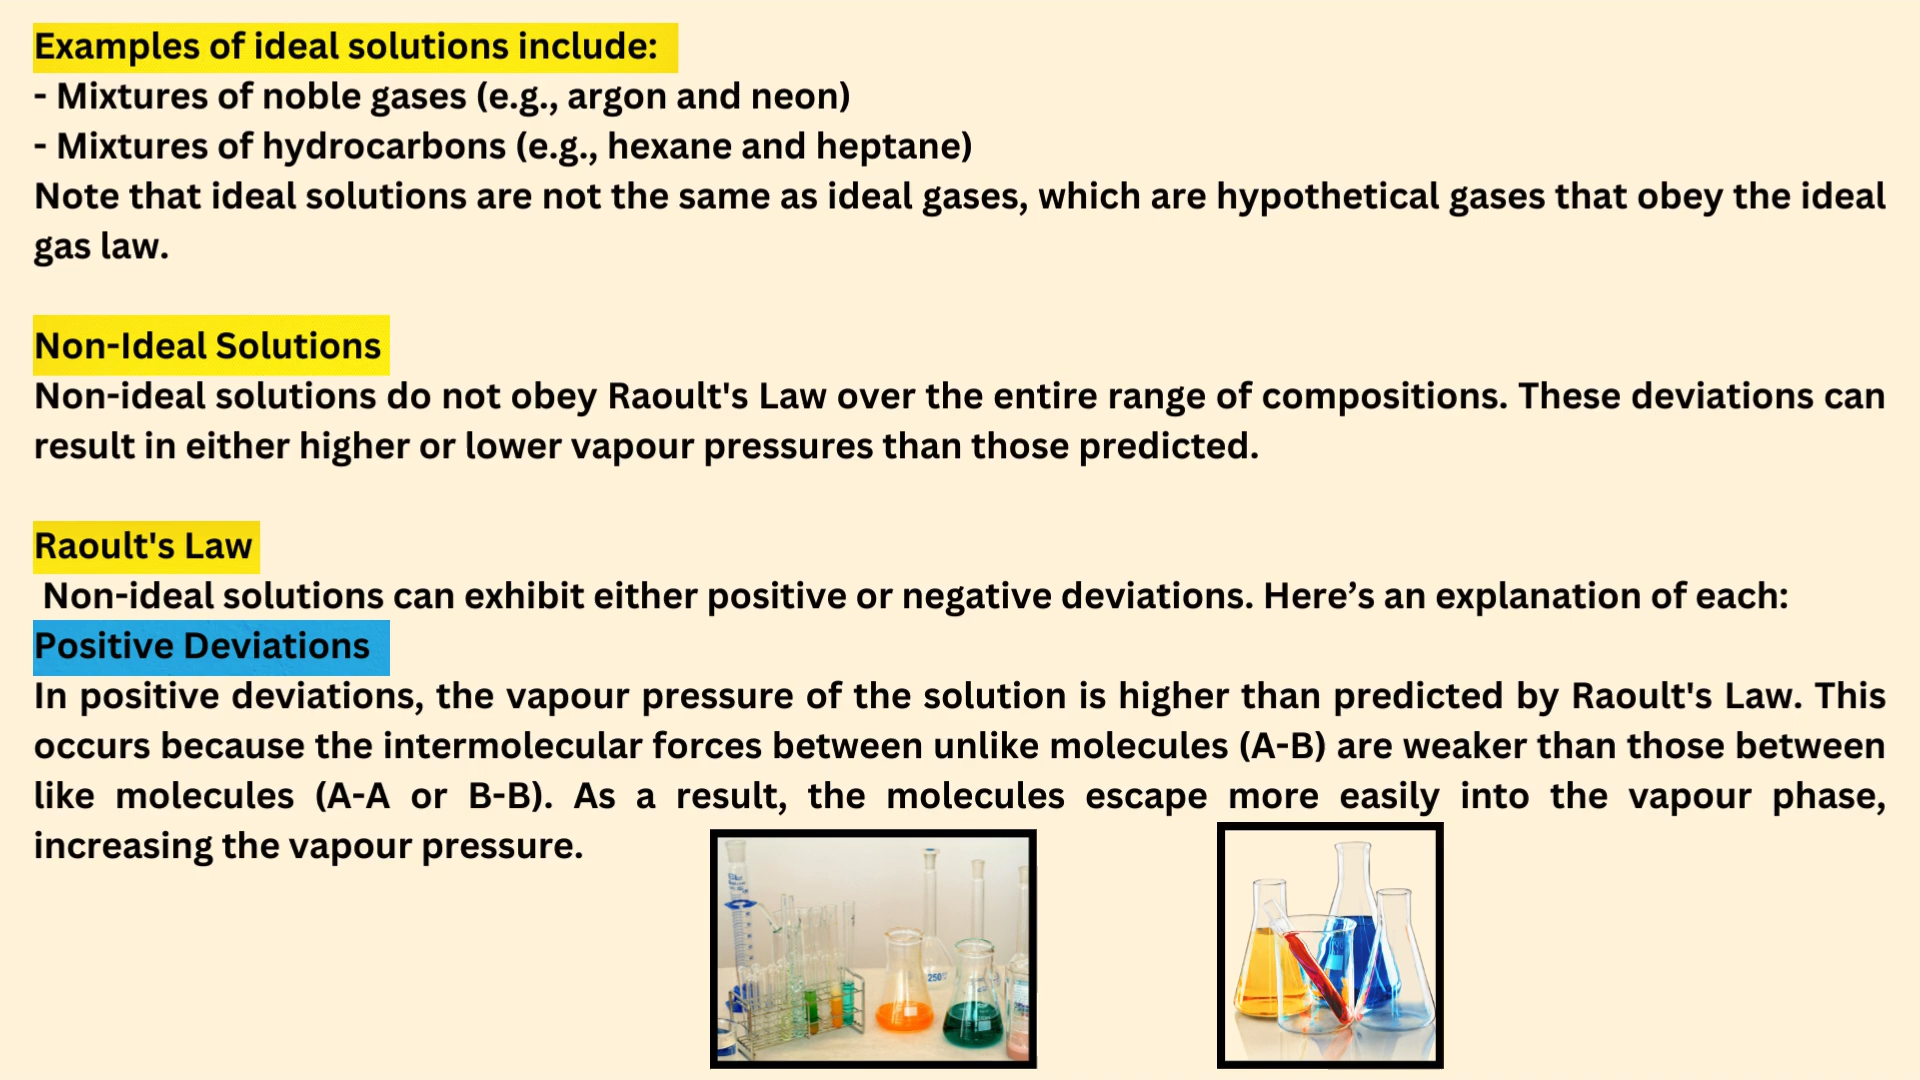 Examples of ideal solutions include:
- Mixtures of noble gases (e.g., argon and neon)
- Mixtures of hydrocarbons (e.g., hexane and heptane)
Note that ideal solutions are not the same as ideal gases, which are hypothetical gases that obey the ideal
gas law.
Non-Ideal Solutions
Non-ideal solutions do not obey Raoult's Law over the entire range of compositions. These deviations can
result in either higher or lower vapour pressures than those predicted.
Raoult's Law
Non-ideal solutions can exhibit either positive or negative deviations. Here’s an explanation of each:
Positive Deviations
In positive deviations, the vapour pressure of the solution is higher than predicted by Raoult's Law. This
occurs because the intermolecular forces between unlike molecules (A-B) are weaker than those between
like molecules (A-A or B-B). As a result, the molecules escape more easily into the vapour phase,
increasing the vapour pressure.
250